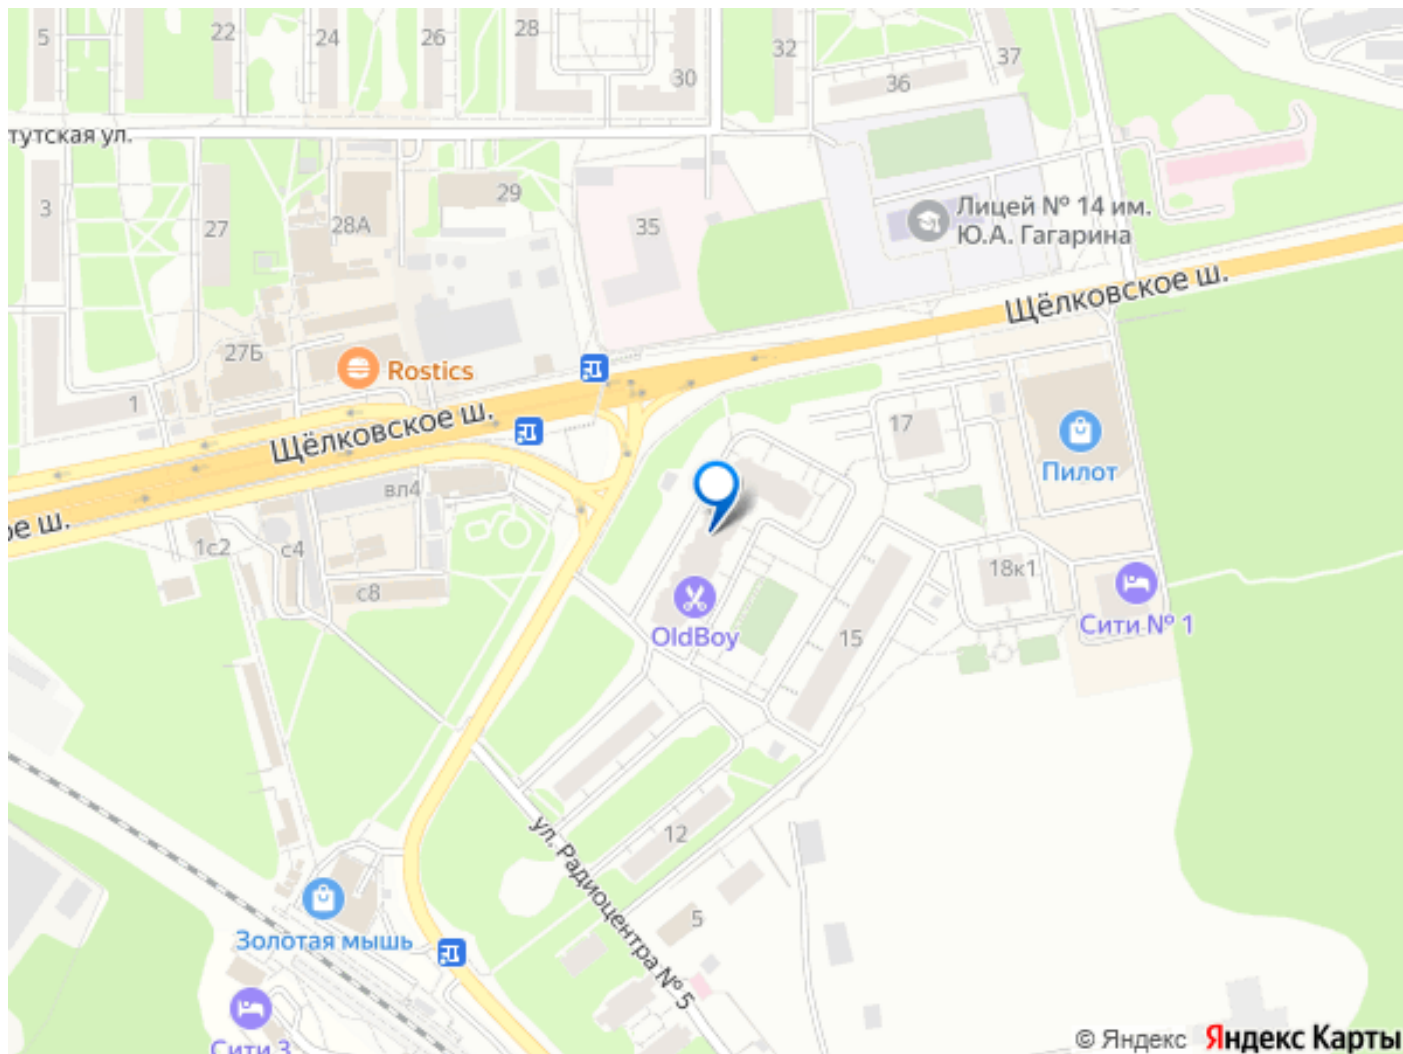 5
22
24
26
28
32
37
30
36
тутская ул.
3
27
28А
29
35
Лицей № 14 им.
Ю.А. Гагарина
Щёлковское ш.
27Б
Rostics
1
Щёлковское ш.
17
Пилот
вл4
ое ш.
1с2
с4
с8
18к1
OldBoy
15
Сити № 1
12
ул. Радиоцентра № 5
5
Золотая мышь
Сити 3
© Яндекс Яндекс Карты